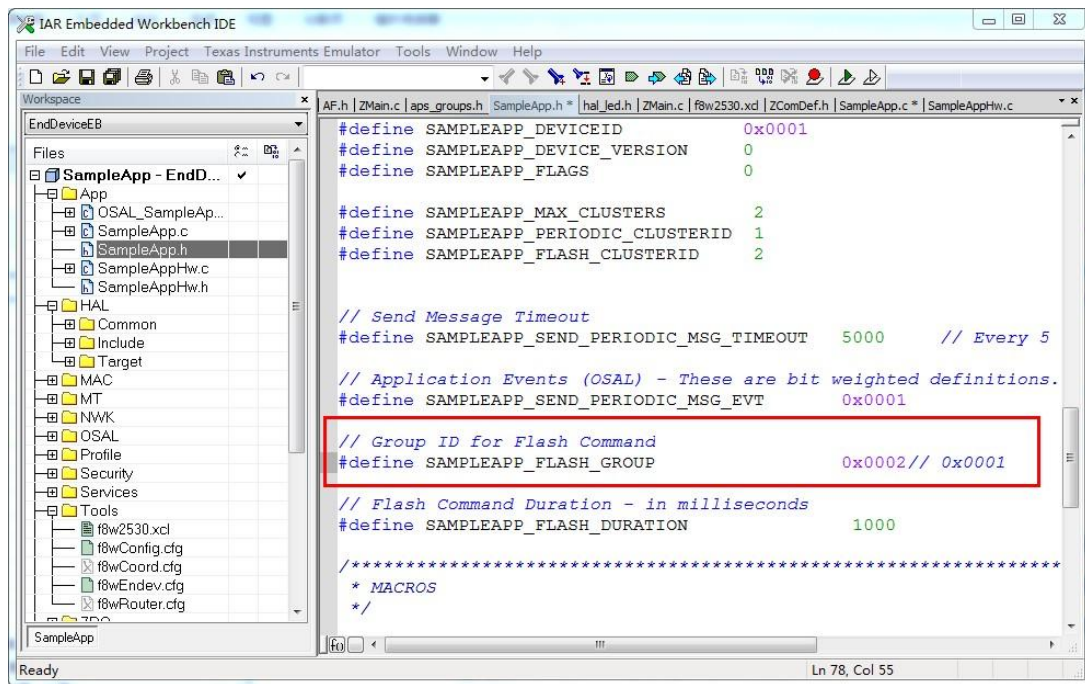 IAR Embedded Workbench IDE
File Edit View Project Texas Instruments Emulator Tools Window Help
Workspace
AF.h | ZMain.c | aps_groups.h SampleApp.h * hal_led.h | ZMain.c | f8w2530.xcl | ZComDef.h | SampleApp.c * | SampleAppHw.c
EndDeviceEB
Files
SampleApp - EndD...
App
OSAL_SampleAp...
SampleApp.c
SampleApp.h
SampleAppHw.c
SampleAppHw.h
HAL
Common
Include
Target
MAC
MT
NWK
OSAL
Profile
Security
Services
Tools
f8w2530.xcl
f8wConfig.cfg
f8wCoord.cfg
f8wEndev.cfg
f8wRouter.cfg
SampleApp
#define SAMPLEAPP_DEVICEID 0x0001
#define SAMPLEAPP_DEVICE_VERSION 0
#define SAMPLEAPP_FLAGS 0
#define SAMPLEAPP_MAX_CLUSTERS 2
#define SAMPLEAPP_PERIODIC_CLUSTERID 1
#define SAMPLEAPP_FLASH_CLUSTERID 2
// Send Message Timeout
#define SAMPLEAPP_SEND_PERIODIC_MSG_TIMEOUT 5000 // Every 5
// Application Events (OSAL) - These are bit weighted definitions.
#define SAMPLEAPP_SEND_PERIODIC_MSG_EVT 0x0001
// Group ID for Flash Command
#define SAMPLEAPP_FLASH_GROUP 0x0002// 0x0001
// Flash Command Duration - in milliseconds
#define SAMPLEAPP_FLASH_DURATION 1000
/*******************************************************************
* MACROS
*/
f()
Ready
Ln 78, Col 55